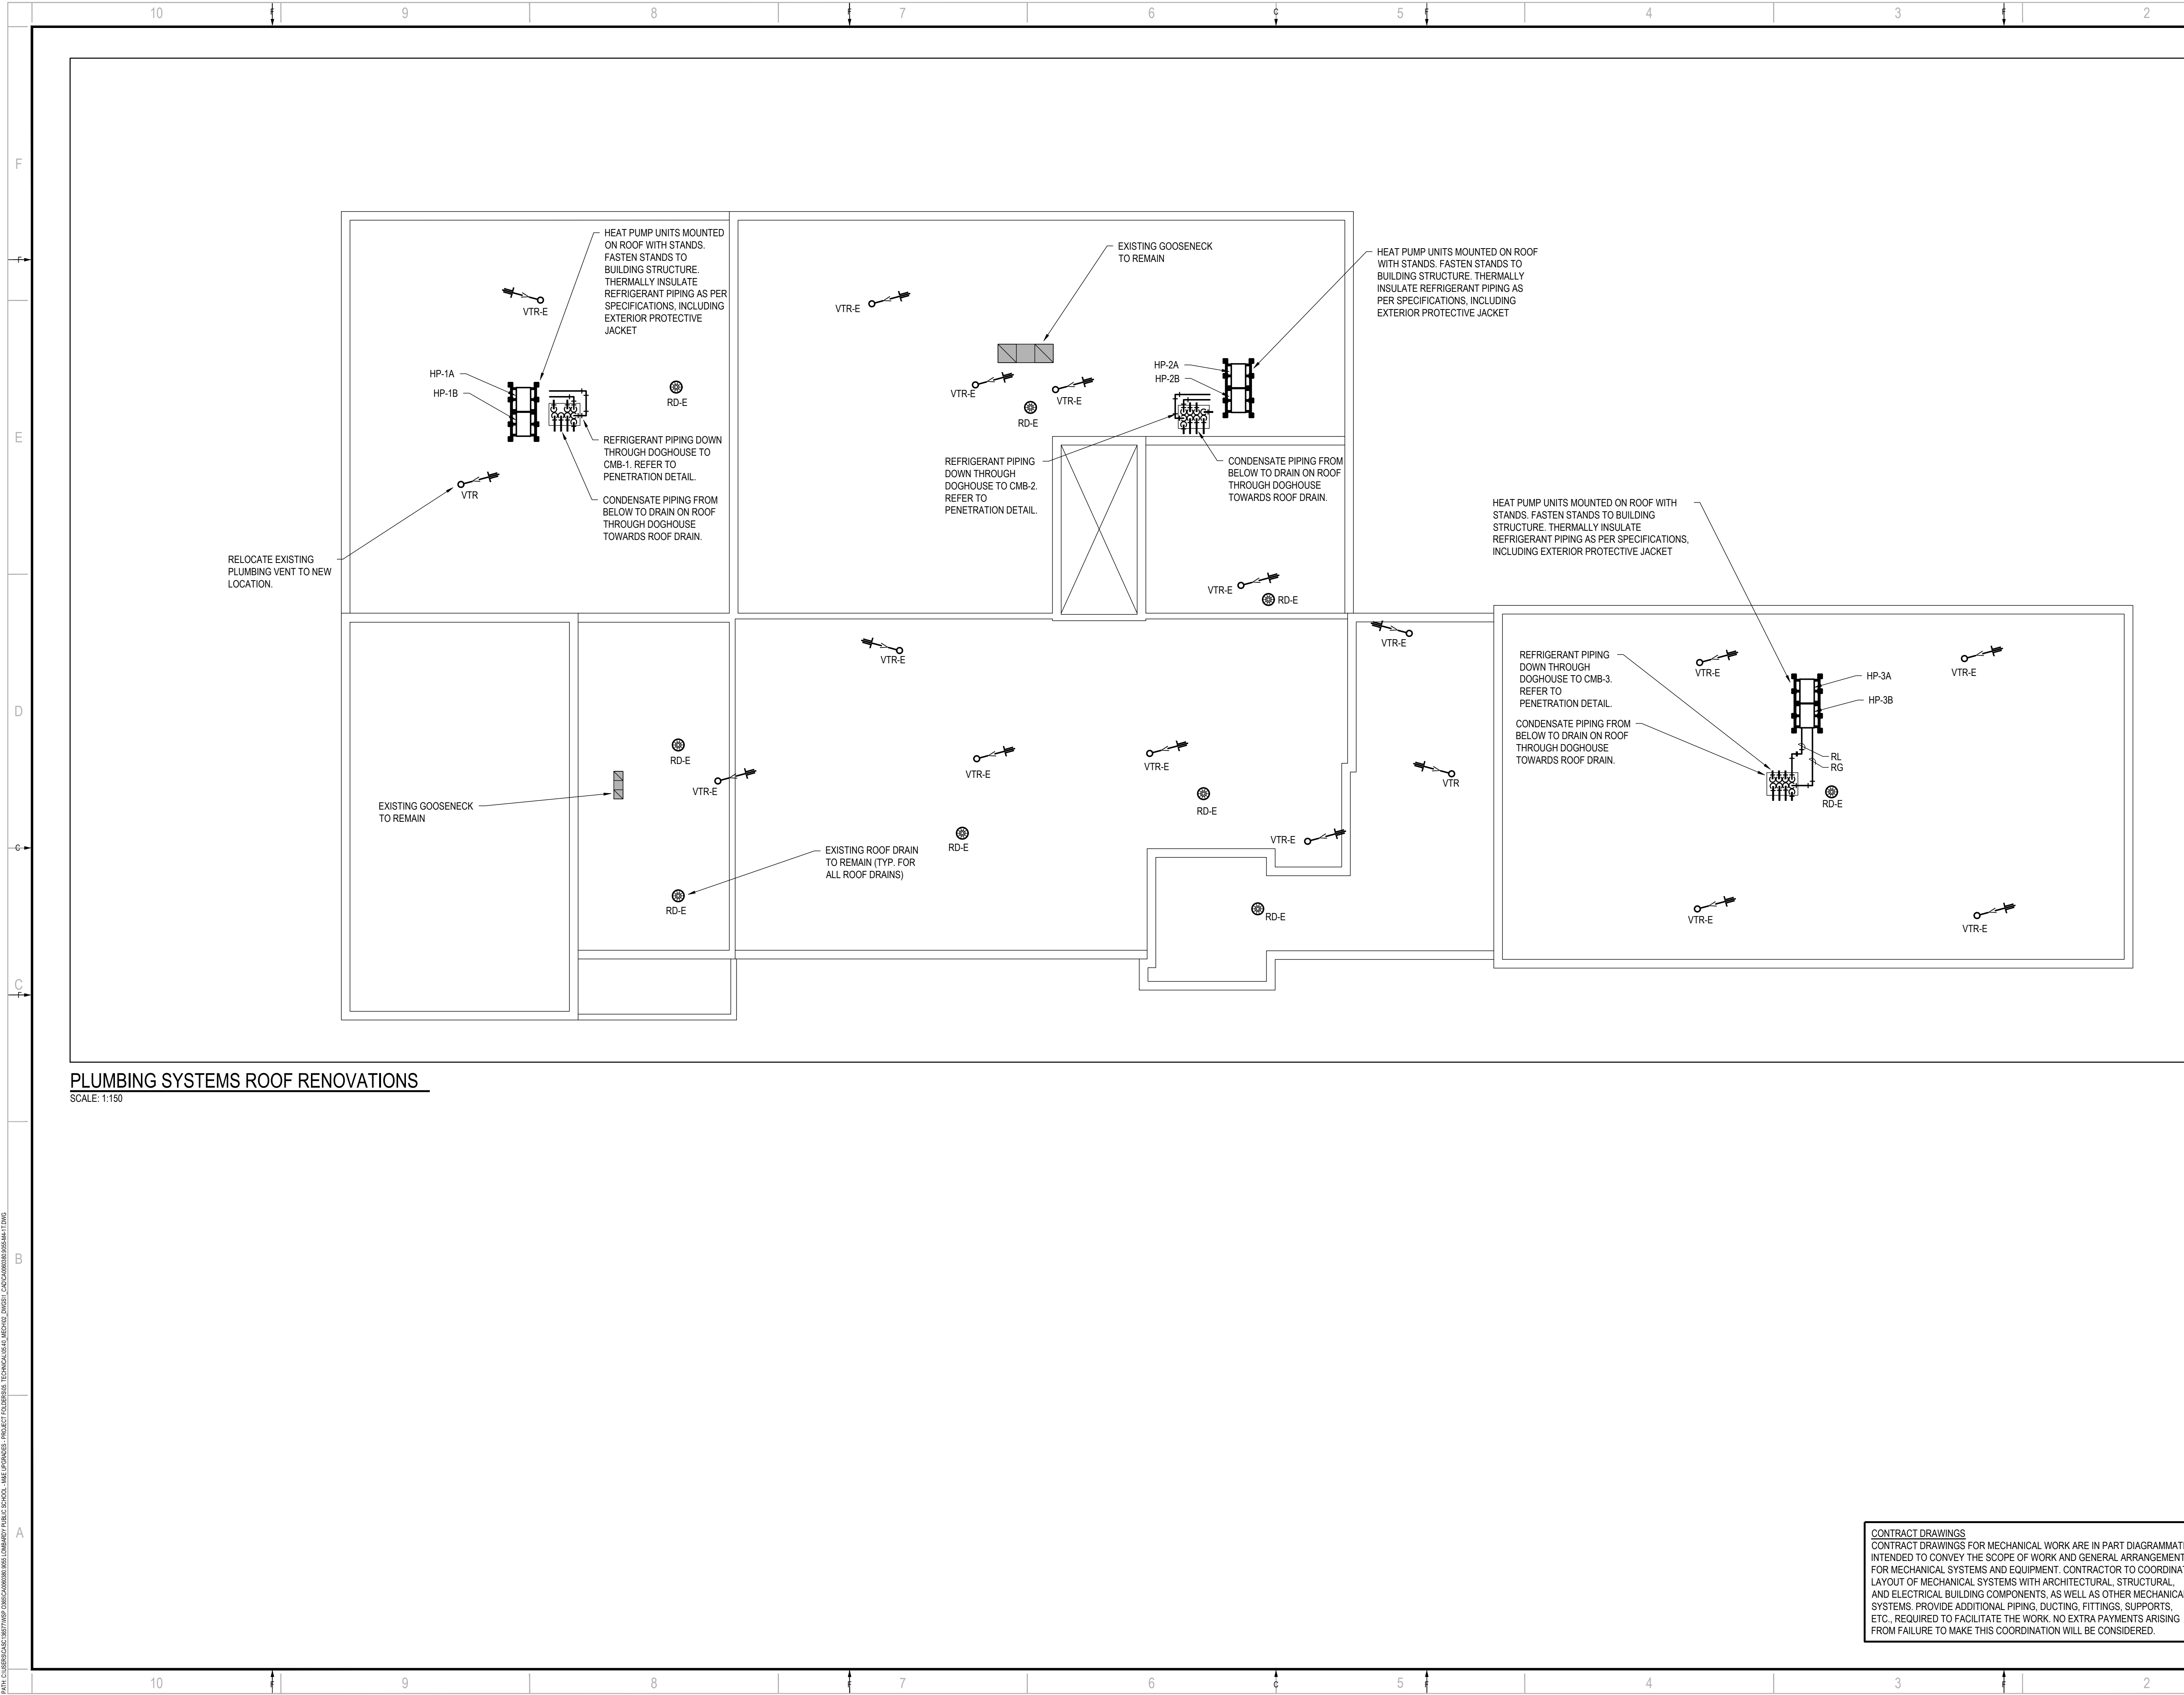 10
F
9
8
F
7
6
C
5
F
4
3
F
2
F
F
E
D
C
C
F
B
A
HEAT PUMP UNITS MOUNTED
ON ROOF WITH STANDS.
FASTEN STANDS TO
BUILDING STRUCTURE.
THERMALLY INSULATE
REFRIGERANT PIPING AS PER
SPECIFICATIONS, INCLUDING
EXTERIOR PROTECTIVE
JACKET
VTR-E
HP-1A
HP-1B
RD-E
REFRIGERANT PIPING DOWN
THROUGH DOGHOUSE TO
CMB-1. REFER TO
PENETRATION DETAIL.
CONDENSATE PIPING FROM
BELOW TO DRAIN ON ROOF
THROUGH DOGHOUSE
TOWARDS ROOF DRAIN.
VTR
RELOCATE EXISTING
PLUMBING VENT TO NEW
LOCATION.
EXISTING GOOSENECK
TO REMAIN
VTR-E
VTR-E
VTR-E
RD-E
HP-2A
HP-2B
HEAT PUMP UNITS MOUNTED ON ROOF
WITH STANDS. FASTEN STANDS TO
BUILDING STRUCTURE. THERMALLY
INSULATE REFRIGERANT PIPING AS
PER SPECIFICATIONS, INCLUDING
EXTERIOR PROTECTIVE JACKET
REFRIGERANT PIPING
DOWN THROUGH
DOGHOUSE TO CMB-2.
REFER TO
PENETRATION DETAIL.
CONDENSATE PIPING FROM
BELOW TO DRAIN ON ROOF
THROUGH DOGHOUSE
TOWARDS ROOF DRAIN.
VTR-E
RD-E
HEAT PUMP UNITS MOUNTED ON ROOF WITH
STANDS. FASTEN STANDS TO BUILDING
STRUCTURE. THERMALLY INSULATE
REFRIGERANT PIPING AS PER SPECIFICATIONS,
INCLUDING EXTERIOR PROTECTIVE JACKET
VTR-E
VTR-E
REFRIGERANT PIPING
DOWN THROUGH
DOGHOUSE TO CMB-3.
REFER TO
PENETRATION DETAIL.
CONDENSATE PIPING FROM
BELOW TO DRAIN ON ROOF
THROUGH DOGHOUSE
TOWARDS ROOF DRAIN.
VTR-E
VTR-E
HP-3A
HP-3B
RL
RG
RD-E
VTR-E
VTR-E
RD-E
VTR-E
EXISTING GOOSENECK
TO REMAIN
RD-E
EXISTING ROOF DRAIN
TO REMAIN (TYP. FOR
ALL ROOF DRAINS)
VTR-E
RD-E
VTR-E
RD-E
VTR-E
VTR
RD-E
PLUMBING SYSTEMS ROOF RENOVATIONS
SCALE: 1:150
CONTRACT DRAWINGS
CONTRACT DRAWINGS FOR MECHANICAL WORK ARE IN PART DIAGRAMMATI
INTENDED TO CONVEY THE SCOPE OF WORK AND GENERAL ARRANGEMENT
FOR MECHANICAL SYSTEMS AND EQUIPMENT. CONTRACTOR TO COORDINAT
LAYOUT OF MECHANICAL SYSTEMS WITH ARCHITECTURAL, STRUCTURAL,
AND ELECTRICAL BUILDING COMPONENTS, AS WELL AS OTHER MECHANICA
SYSTEMS. PROVIDE ADDITIONAL PIPING, DUCTING, FITTINGS, SUPPORTS,
ETC., REQUIRED TO FACILITATE THE WORK. NO EXTRA PAYMENTS ARISING
FROM FAILURE TO MAKE THIS COORDINATION WILL BE CONSIDERED.
10
F
9
8
F
7
6
C
5
F
4
3
F
2